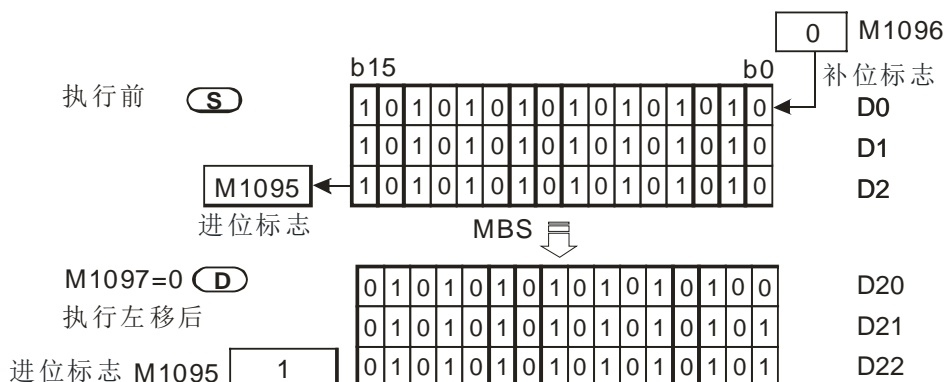 0 M1096
b15 b0 补位标志
执行前 S 1 0 1 0 1 0 1 0 1 0 1 0 1 0 1 0 D0
1 0 1 0 1 0 1 0 1 0 1 0 1 0 1 0 D1
M1095 1 0 1 0 1 0 1 0 1 0 1 0 1 0 1 0 D2
进位标志 MBS
M1097=0 D 0 1 0 1 0 1 0 1 0 1 0 1 0 1 0 0 D20
执行左移后 0 1 0 1 0 1 0 1 0 1 0 1 0 1 0 1 D21
进位标志 M1095 1 0 1 0 1 0 1 0 1 0 1 0 1 0 1 0 1 D22